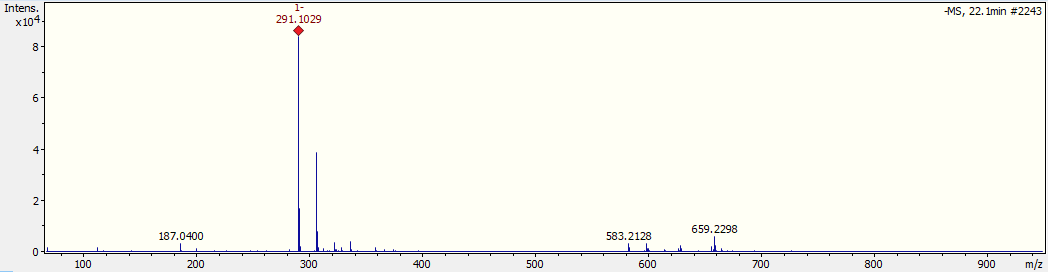 Intens.
x10⁴
-MS, 22.1min #2243
1-
291.1029
8
6
4
2
0
187.0400
583.2128
659.2298
100 200 300 400 500 600 700 800 900 m/z